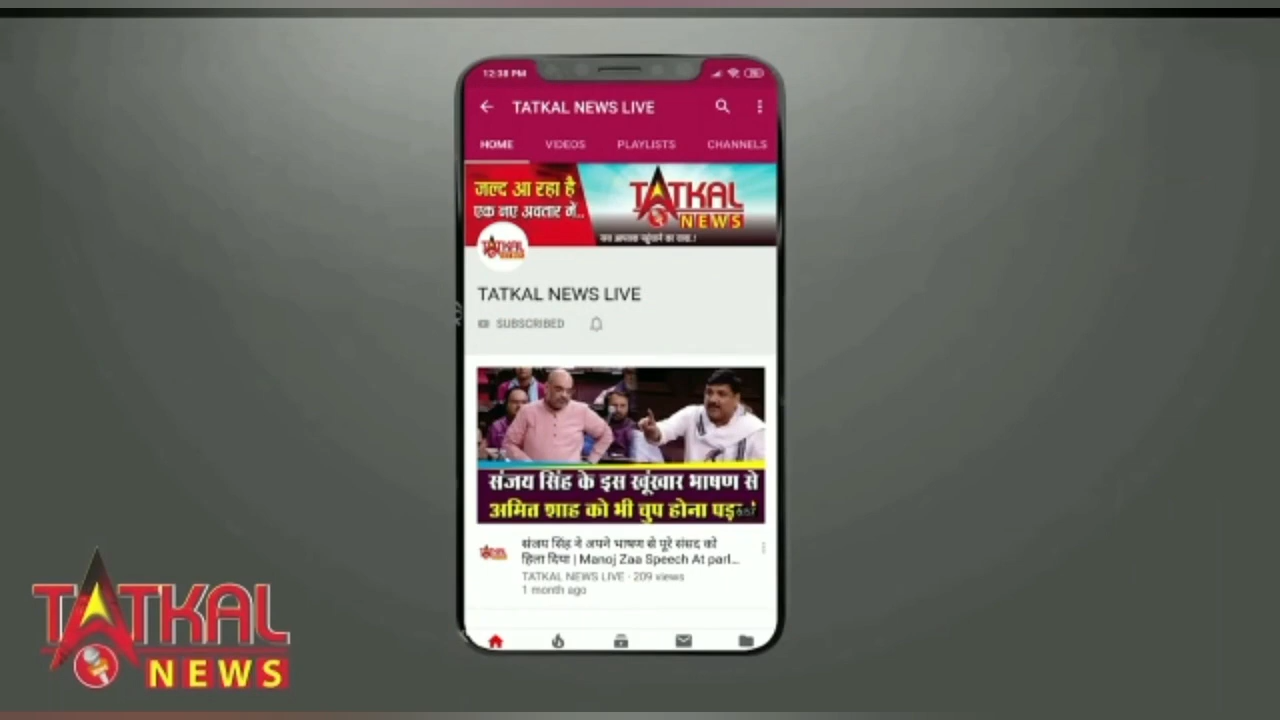 12:38 PM
TATKAL NEWS LIVE
HOME VIDEOS PLAYLISTS CHANNELS
जल्द आ रहा है
एक नए अवतार में..
TATKAL
NEWS
TATKAL
TATKAL NEWS LIVE
SUBSCRIBED
संजय सिंह के इस खूंखार भाषण से
अमित शाह को भी चुप होना पड़
संजय सिंह ने अपने भाषण से पूरे संसद को
हिला दिया | Manoj Zaa Speech At parl...
TATKAL NEWS LIVE · 209 views
1 month ago
TATKAL
NEWS